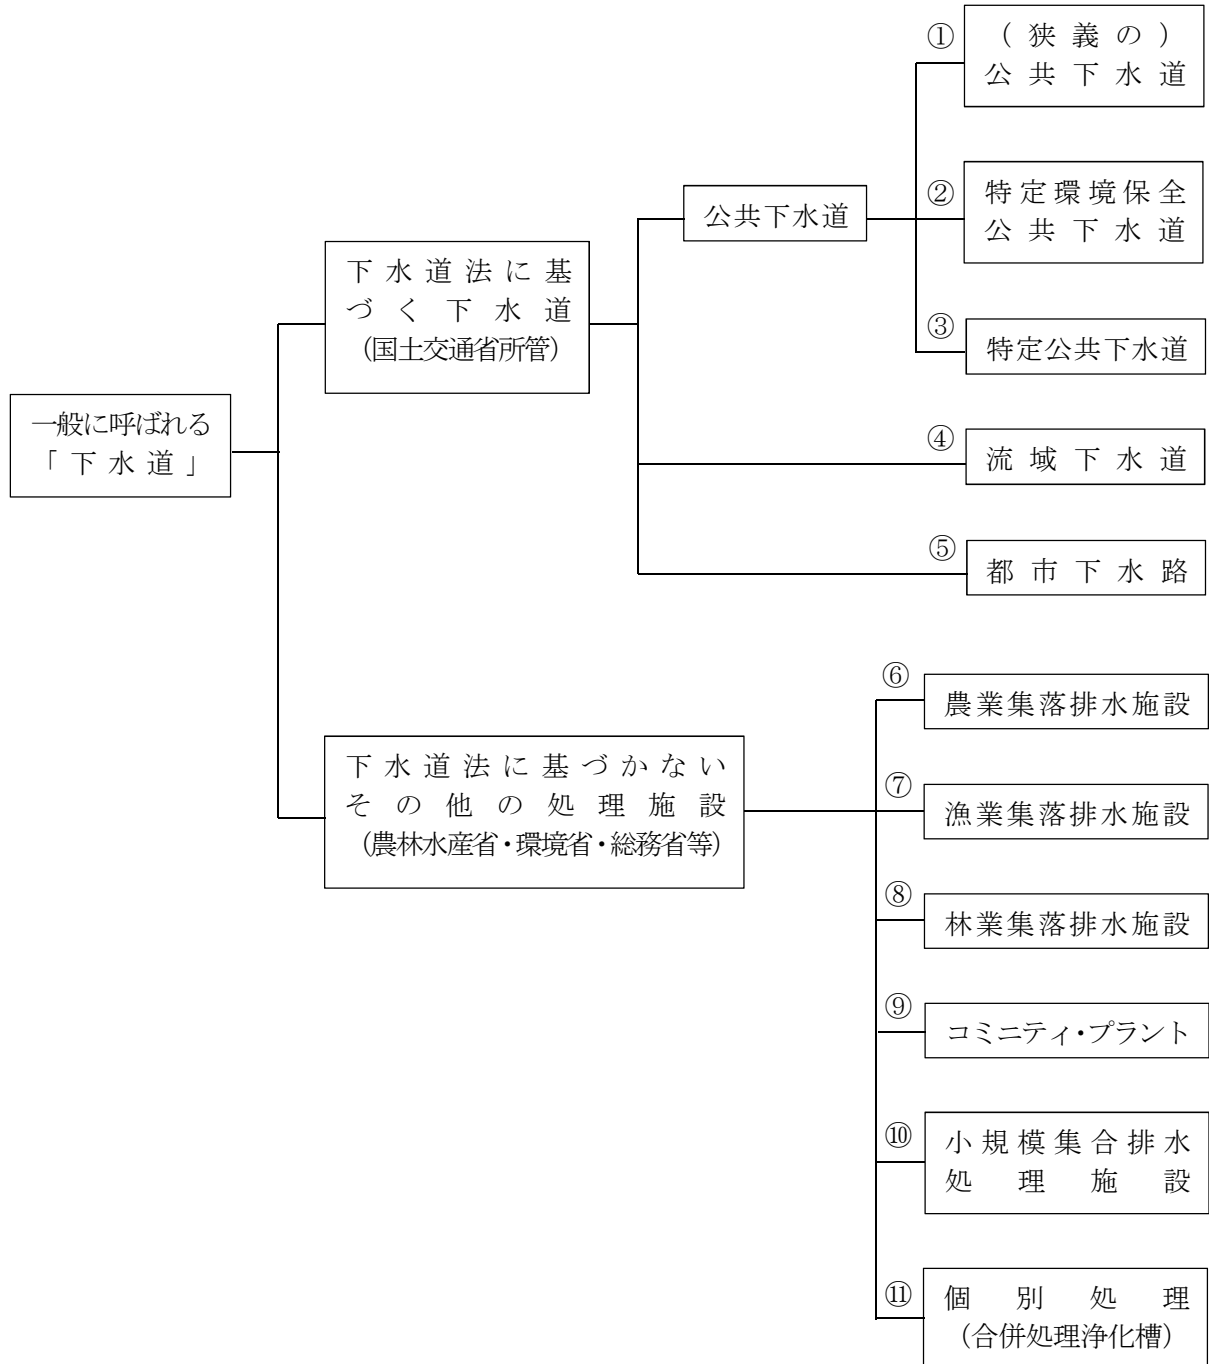 ①
(狭義の)
公共下水道
②
特定環境保全
公共下水道
公共下水道
下水道法に基
づく下水道
(国土交通省所管)
③
特定公共下水道
一般に呼ばれる
「下水道」
④
流域下水道
⑤
都市下水路
⑥
農業集落排水施設
下水道法に基づかない
その他の処理施設
(農林水産省・環境省・総務省等)
⑦
漁業集落排水施設
⑧
林業集落排水施設
⑨
コミニティ・プラント
⑩
小規模集合排水
処理施設
⑪
個別処理
(合併処理浄化槽)